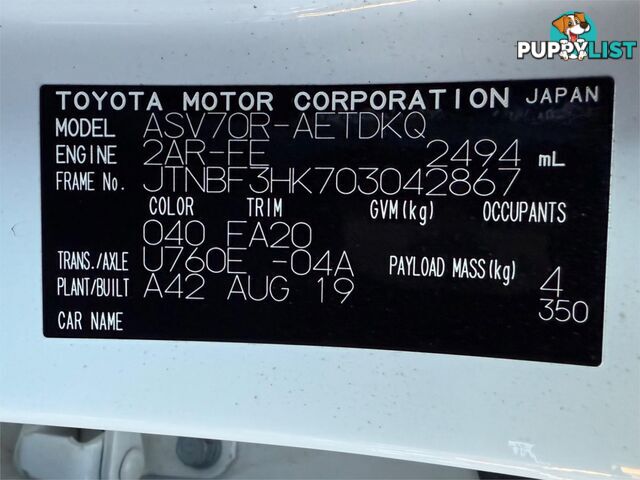 PUPPYLIST
TOYOTA MOTOR CORPORATION JAPAN
MODEL ASV70R-AETDKQ
ENGINE 2AR-FE 2494 mL
FRAME No. JTNBF3HK703042867
COLOR TRIM GVM(kg) OCCUPANTS
040 FA20
TRANS./AXLE U760E -04A PAYLOAD MASS(kg) 4
PLANT/BUILT A42 AUG 19 350
CAR NAME